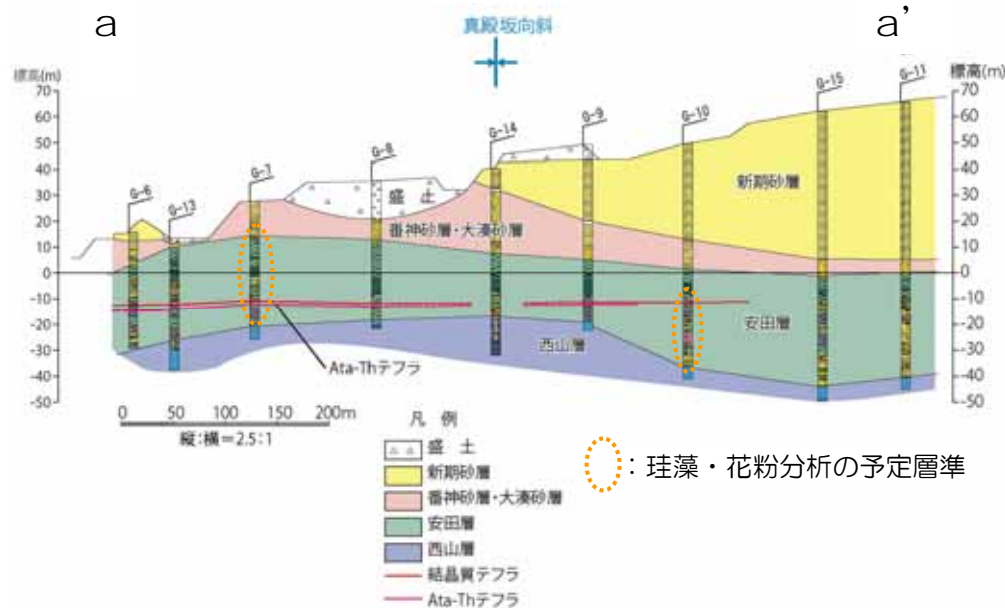 a
a'
真殿坂向斜
標高(m)
標高(m)
70
60
50
40
30
20
10
0
-10
-20
-30
-40
-50
70
60
50
40
30
20
10
0
-10
-20
-30
-40
-50
G-6
G-13
G-7
G-8
G-14
G-9
G-10
G-15
G-11
盛 土
新期砂層
番神砂層・大湊砂層
安田層
西山層
Ata-Thテフラ
0 50 100 150 200m
縦:横=2.5:1
凡 例
盛 土
新期砂層
番神砂層・大湊砂層
安田層
西山層
結晶質テフラ
Ata-Thテフラ
：珪藻・花粉分析の予定層準